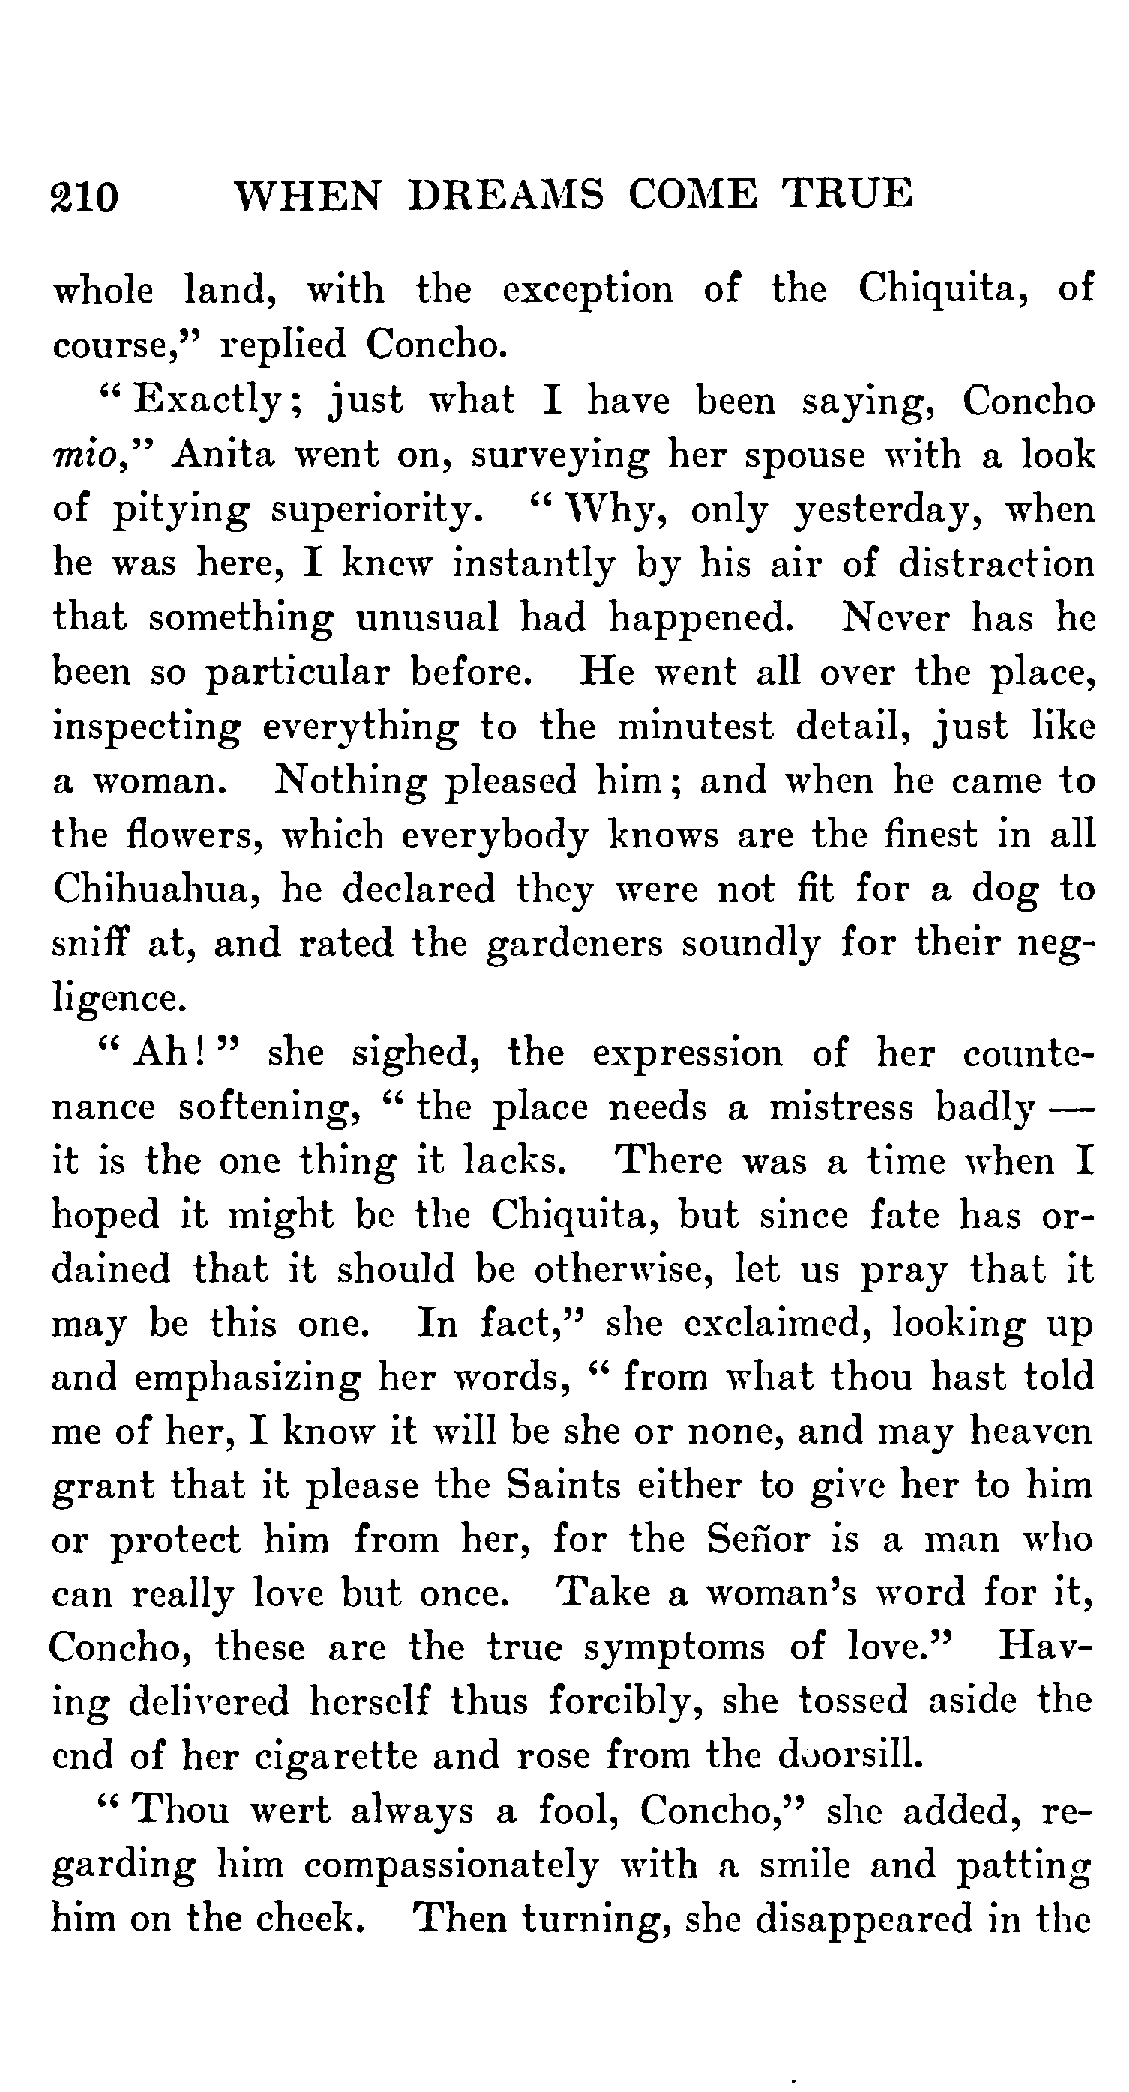 210 WHEN DREAMS COME TRUE
whole land, with the exception of the Chiquita, of
course,” replied Concho.
“ Exactly; just what I have been saying, Concho
mio,” Anita went on, surveying her spouse with a look
of pitying superiority. “ Why, only yesterday, when
he was here, I knew instantly by his air of distraction
that something unusual had happened. Never has he
been so particular before. He went all over the place,
inspecting everything to the minutest detail, just like
a woman. Nothing pleased him; and when he came to
the flowers, which everybody knows are the finest in all
Chihuahua, he declared they were not fit for a dog to
sniff at, and rated the gardeners soundly for their neg-
ligence.
“ Ah! ” she sighed, the expression of her counte-
nance softening, “ the place needs a mistress badly —
it is the one thing it lacks. There was a time when I
hoped it might be the Chiquita, but since fate has or-
dained that it should be otherwise, let us pray that it
may be this one. In fact,” she exclaimed, looking up
and emphasizing her words, “ from what thou hast told
me of her, I know it will be she or none, and may heaven
grant that it please the Saints either to give her to him
or protect him from her, for the Señor is a man who
can really love but once. Take a woman’s word for it,
Concho, these are the true symptoms of love.” Hav-
ing delivered herself thus forcibly, she tossed aside the
end of her cigarette and rose from the doorsill.
“ Thou wert always a fool, Concho,” she added, re-
garding him compassionately with a smile and patting
him on the cheek. Then turning, she disappeared in the